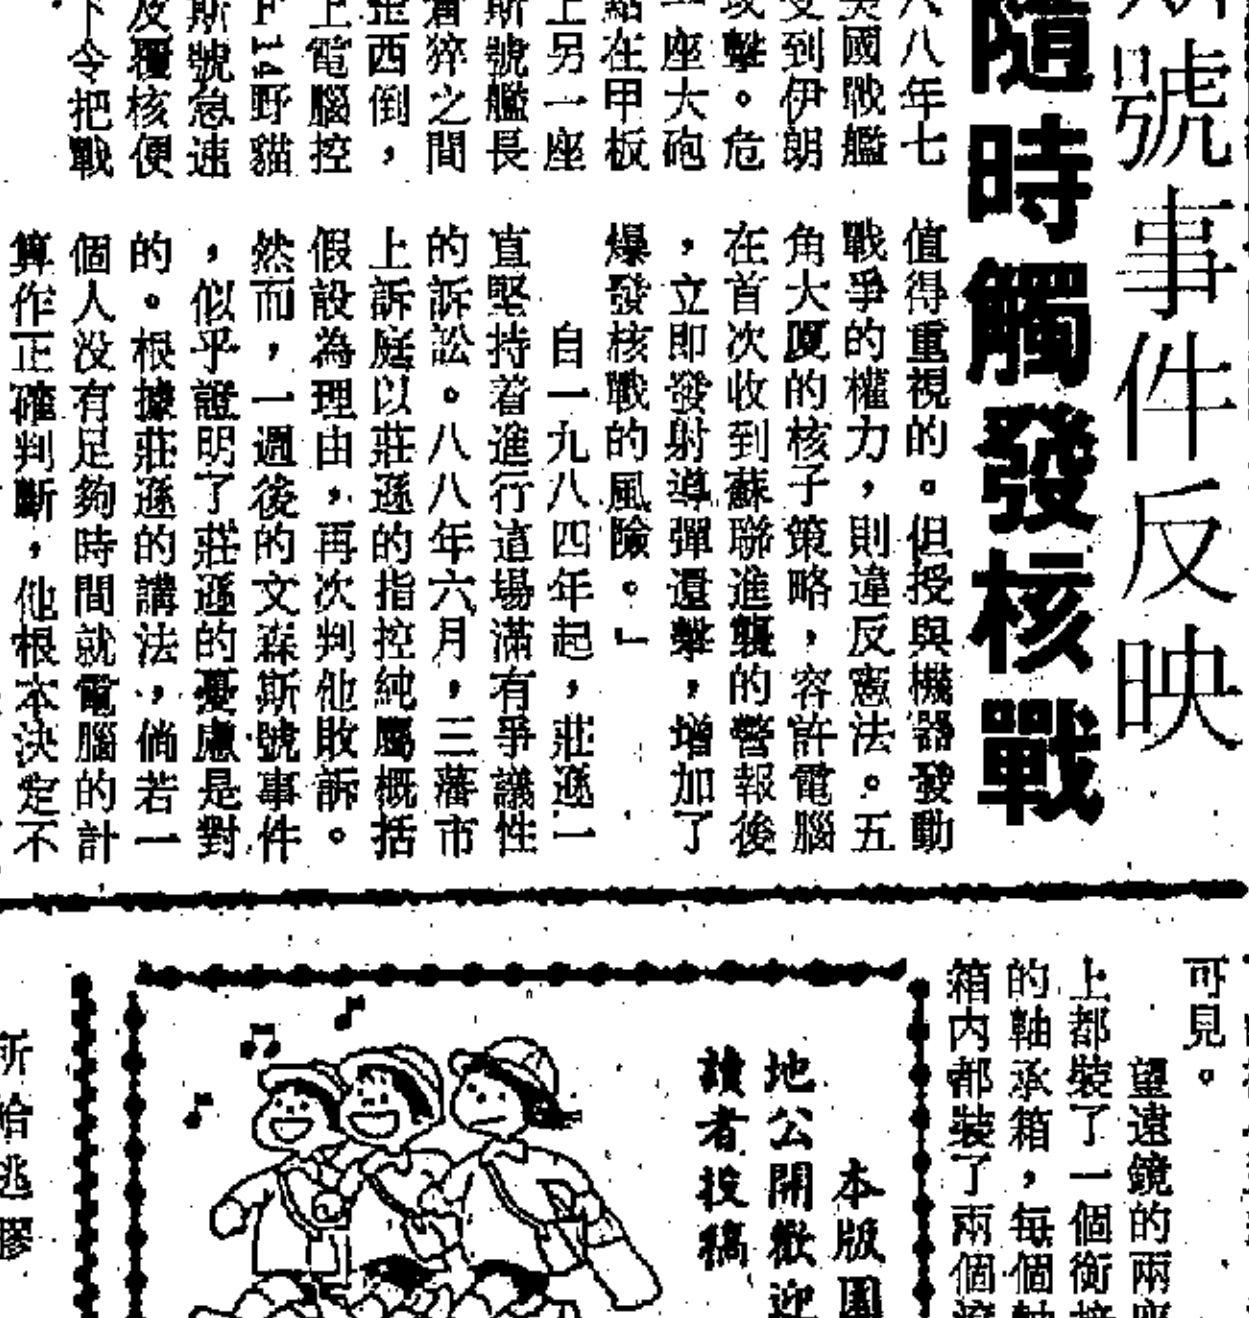 號事件反映
隨時觸發核戰
八年七
美國戰艦
受到伊朗
擊。危
一座大砲
在甲板
上另一座
斯號艦長
倉猝之間
歪西倒，
上電腦控
F14野貓
斯號急速
及覆核便
下令把戰
值得重視的。但授與機器發動
戰爭的權力，則違反憲法。五
角大厦的核子策略，容許電腦
在首次收到蘇聯進襲的警報後
，立即發射導彈還擊，增加了
爆發核戰的風險。」
自一九八四年起，莊遜一
直堅持着進行這場滿有爭議性
的訴訟。八八年六月，三藩市
上訴庭以莊遜的指控純屬概括
假設為理由，再次判他敗訴。
然而，一週後的文森斯號事件
，似乎證明了莊遜的憂慮是對
的。根據莊遜的講法，倘若一
個人没有足夠時間就電腦的計
算作正確判斷，他根本決定不
可見。
望遠鏡的兩座
上都裝了一個銜接
的軸承箱，每個軸
箱内都裝了兩個
本版園
地公開歡迎
讀者投稿
所
哈
逃
膠